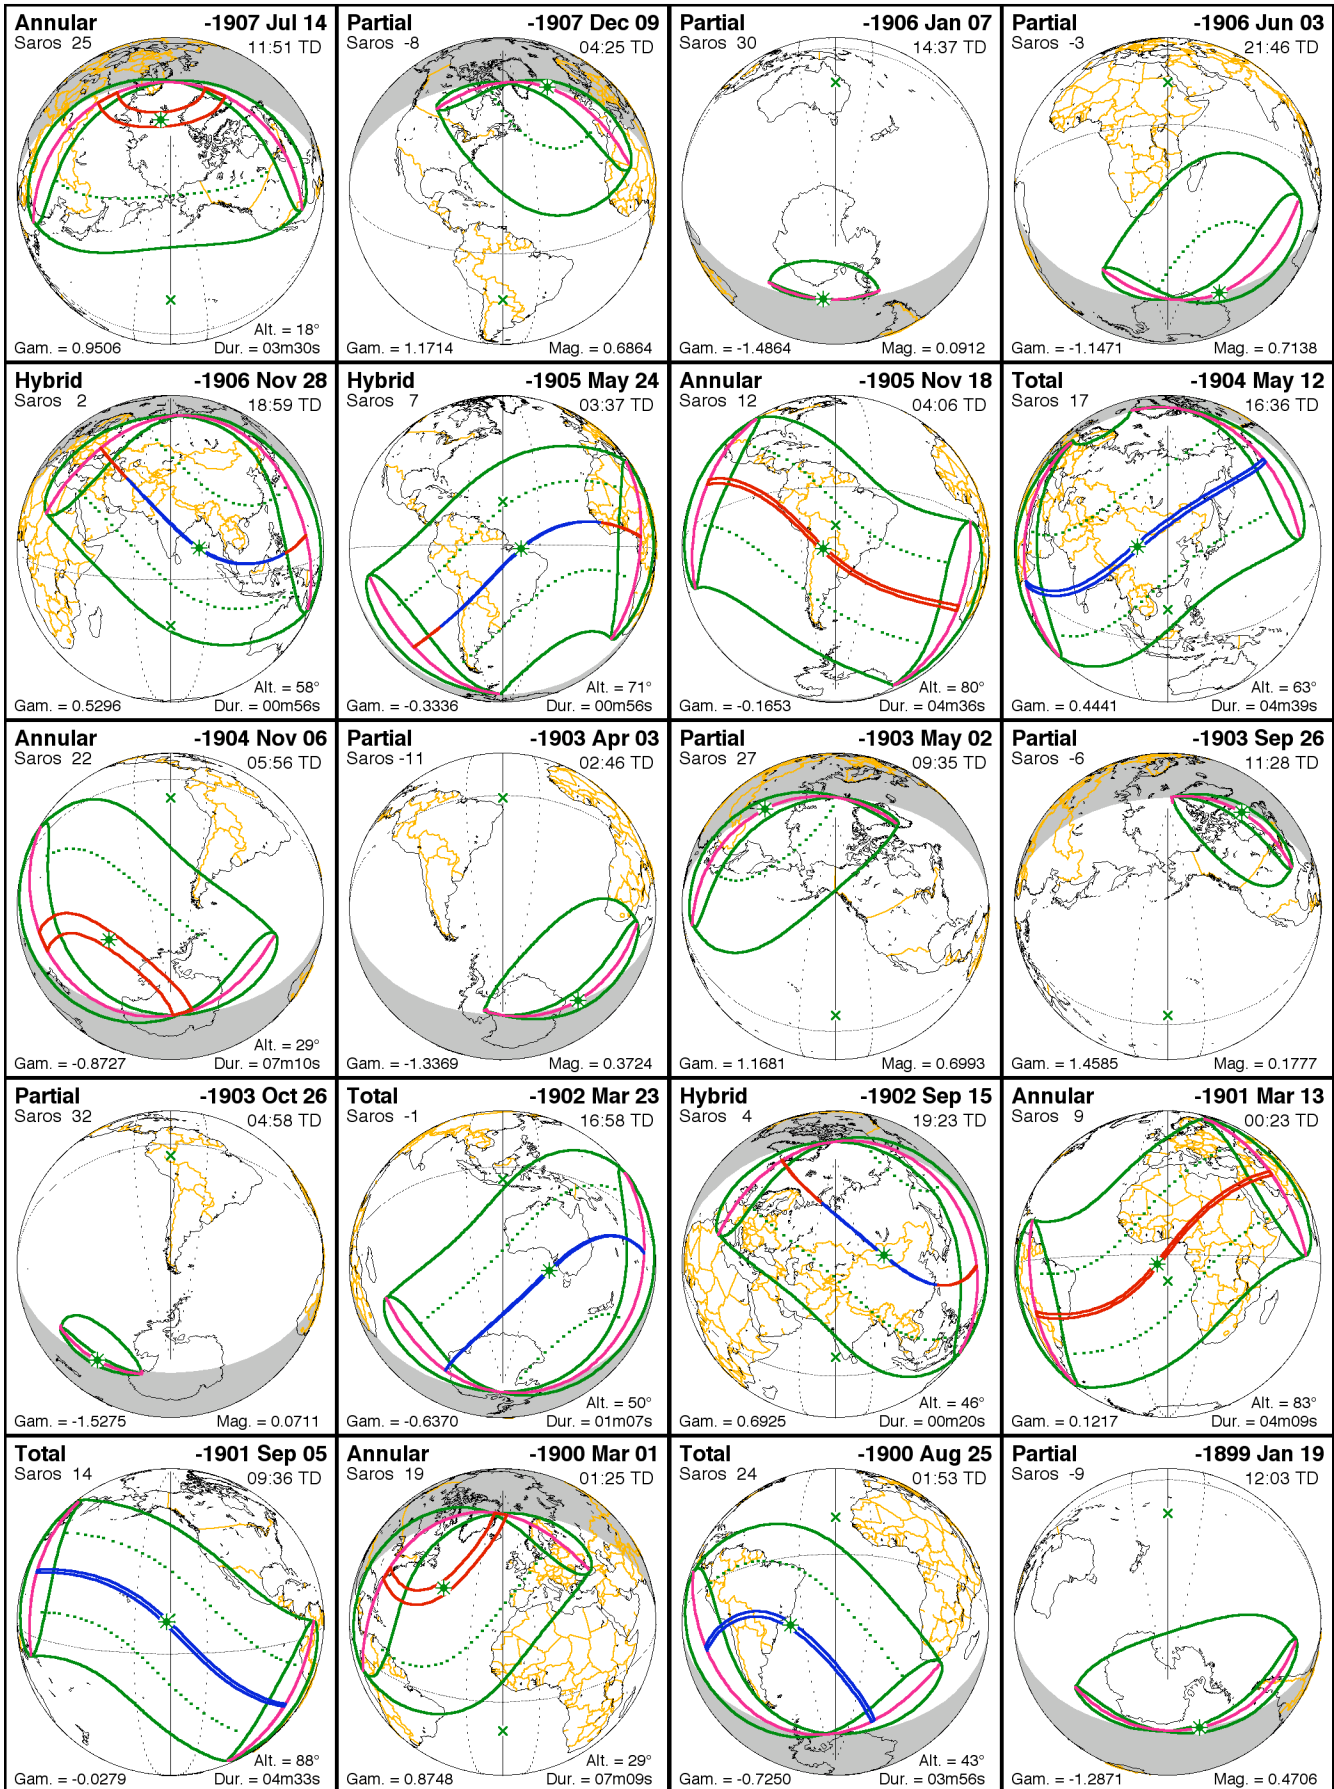 Annular -1907 Jul 14
Saros 25 11:51 TD
Alt. = 18°
Gam. = 0.9506 Dur. = 03m30s
Partial -1907 Dec 09
Saros -8 04:25 TD
Gam. = 1.1714 Mag. = 0.6864
Partial -1906 Jan 07
Saros 30 14:37 TD
Gam. = -1.4864 Mag. = 0.0912
Partial -1906 Jun 03
Saros -3 21:46 TD
Gam. = -1.1471 Mag. = 0.7138
Hybrid -1906 Nov 28
Saros 2 18:59 TD
Alt. = 58°
Gam. = 0.5296 Dur. = 00m56s
Hybrid -1905 May 24
Saros 7 03:37 TD
Alt. = 71°
Gam. = -0.3336 Dur. = 00m56s
Annular -1905 Nov 18
Saros 12 04:06 TD
Alt. = 80°
Gam. = -0.1653 Dur. = 04m36s
Total -1904 May 12
Saros 17 16:36 TD
Alt. = 63°
Gam. = 0.4441 Dur. = 04m39s
Annular -1904 Nov 06
Saros 22 05:56 TD
Alt. = 29°
Gam. = -0.8727 Dur. = 07m10s
Partial -1903 Apr 03
Saros -11 02:46 TD
Gam. = -1.3369 Mag. = 0.3724
Partial -1903 May 02
Saros 27 09:35 TD
Gam. = 1.1681 Mag. = 0.6993
Partial -1903 Sep 26
Saros -6 11:28 TD
Gam. = 1.4585 Mag. = 0.1777
Partial -1903 Oct 26
Saros 32 04:58 TD
Gam. = -1.5275 Mag. = 0.0711
Total -1902 Mar 23
Saros -1 16:58 TD
Alt. = 50°
Gam. = -0.6370 Dur. = 01m07s
Hybrid -1902 Sep 15
Saros 4 19:23 TD
Alt. = 46°
Gam. = 0.6925 Dur. = 00m20s
Annular -1901 Mar 13
Saros 9 00:23 TD
Alt. = 83°
Gam. = 0.1217 Dur. = 04m09s
Total -1901 Sep 05
Saros 14 09:36 TD
Alt. = 88°
Gam. = -0.0279 Dur. = 04m33s
Annular -1900 Mar 01
Saros 19 01:25 TD
Alt. = 29°
Gam. = 0.8748 Dur. = 07m09s
Total -1900 Aug 25
Saros 24 01:53 TD
Alt. = 43°
Gam. = -0.7250 Dur. = 03m56s
Partial -1899 Jan 19
Saros -9 12:03 TD
Gam. = -1.2871 Mag. = 0.4706